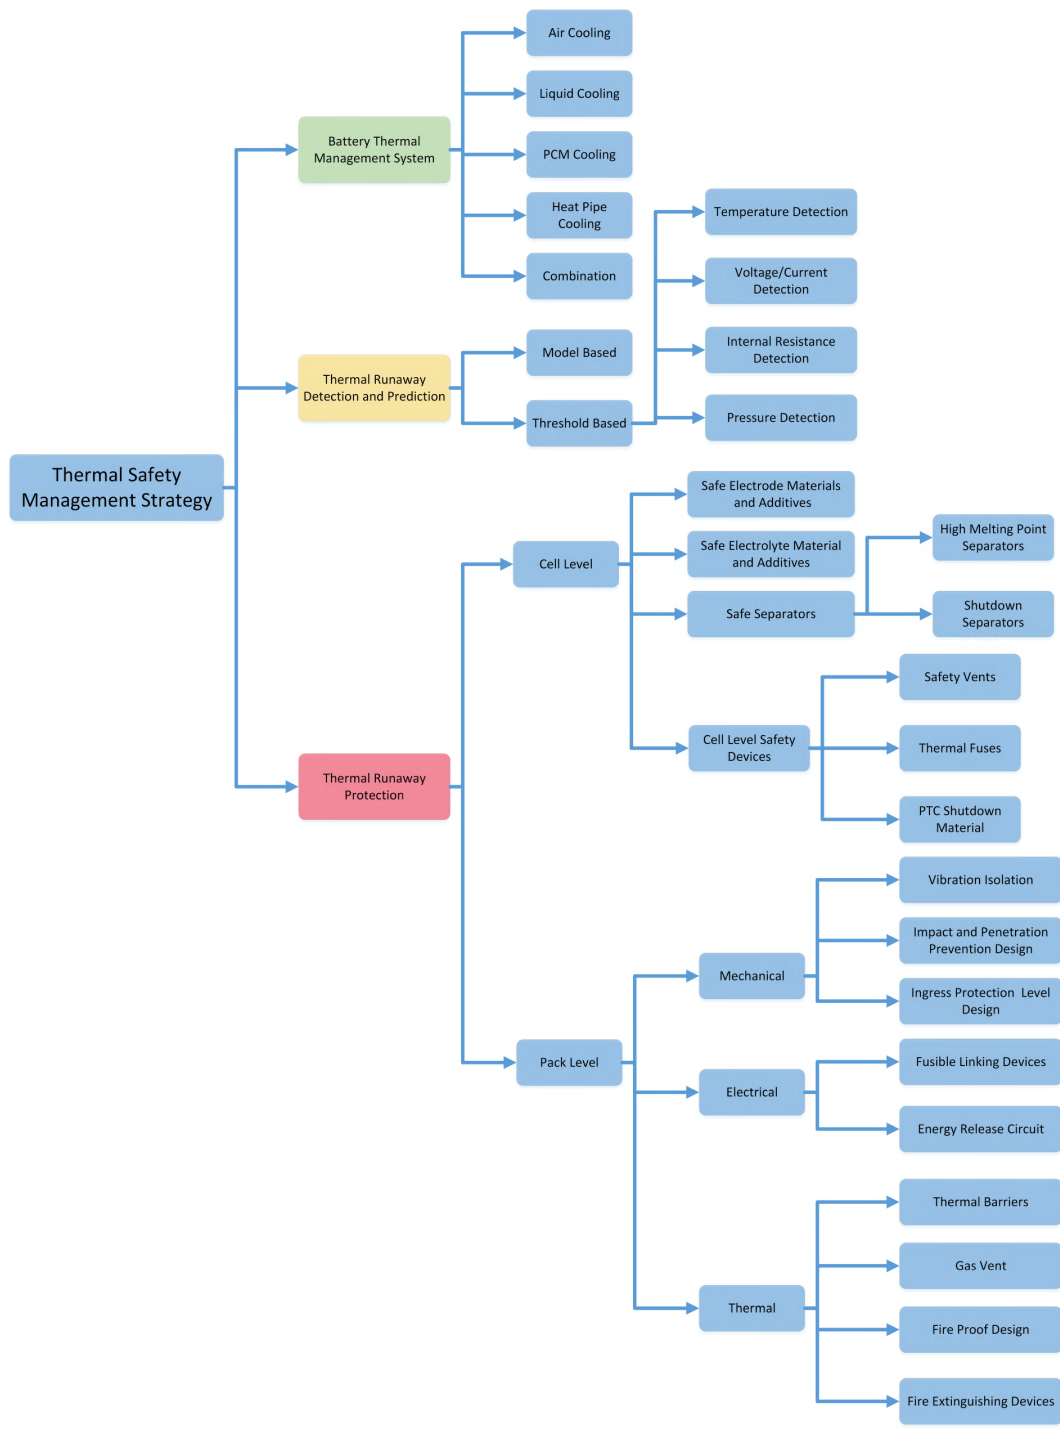 Thermal Safety
Management Strategy
Battery Thermal
Management System
Air Cooling
Liquid Cooling
PCM Cooling
Heat Pipe
Cooling
Combination
Thermal Runaway
Detection and Prediction
Model Based
Threshold Based
Temperature Detection
Voltage/Current
Detection
Internal Resistance
Detection
Pressure Detection
Thermal Runaway
Protection
Cell Level
Safe Electrode Materials
and Additives
Safe Electrolyte Material
and Additives
Safe Separators
High Melting Point
Separators
Shutdown
Separators
Cell Level Safety
Devices
Safety Vents
Thermal Fuses
PTC Shutdown
Material
Pack Level
Mechanical
Vibration Isolation
Impact and Penetration
Prevention Design
Ingress Protection Level
Design
Electrical
Fusible Linking Devices
Energy Release Circuit
Thermal
Thermal Barriers
Gas Vent
Fire Proof Design
Fire Extinguishing Devices